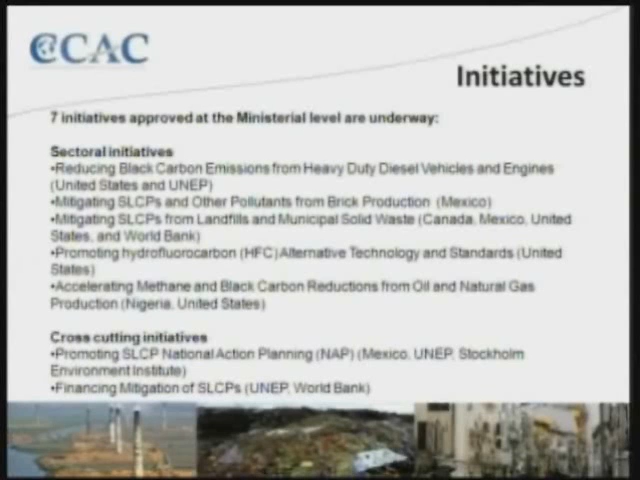 CCAC
Initiatives
7 initiatives approved at the Ministerial level are underway:
Sectoral initiatives
•Reducing Black Carbon Emissions from Heavy Duty Diesel Vehicles and Engines
(United States and UNEP)
•Mitigating SLCPs and Other Pollutants from Brick Production (Mexico)
•Mitigating SLCPs from Landfills and Municipal Solid Waste (Canada, Mexico, United
States, and World Bank)
•Promoting hydrofluorocarbon (HFC) Alternative Technology and Standards (United
States)
•Accelerating Methane and Black Carbon Reductions from Oil and Natural Gas
Production (Nigeria, United States)
Cross cutting initiatives
•Promoting SLCP National Action Planning (NAP) (Mexico, UNEP, Stockholm
Environment Institute)
•Financing Mitigation of SLCPs (UNEP, World Bank)